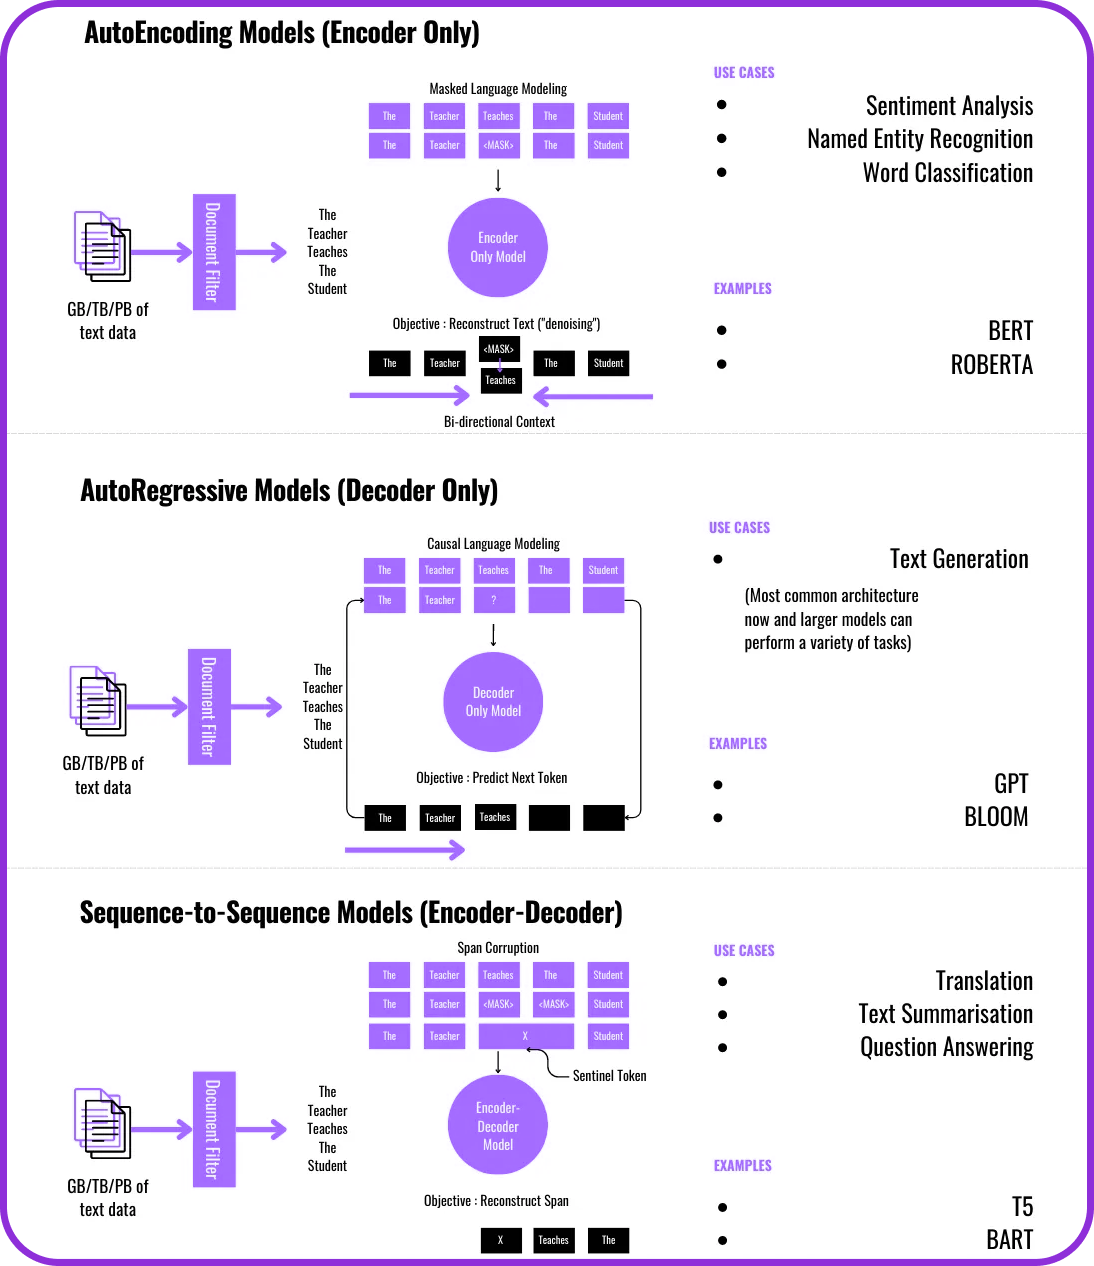 AutoEncoding Models (Encoder Only)
Masked Language Modeling
The Teacher Teaches The Student
The Teacher <MASK> The Student
Encoder
Only Model
Document Filter
The
Teacher
Teaches
The
Student
GB/TB/PB of
text data
Objective : Reconstruct Text ("denoising")
<MASK>
The Teacher The Student
Teaches
Bi-directional Context
USE CASES
Sentiment Analysis
Named Entity Recognition
Word Classification
EXAMPLES
BERT
ROBERTA
AutoRegressive Models (Decoder Only)
Causal Language Modeling
The Teacher Teaches The Student
The Teacher ?
Decoder
Only Model
Document Filter
The
Teacher
Teaches
The
Student
GB/TB/PB of
text data
Objective : Predict Next Token
The Teacher Teaches
USE CASES
Text Generation
(Most common architecture
now and larger models can
perform a variety of tasks)
EXAMPLES
GPT
BLOOM
Sequence-to-Sequence Models (Encoder-Decoder)
Span Corruption
The Teacher Teaches The Student
The Teacher <MASK> <MASK> Student
The Teacher X Student
Sentinel Token
Encoder-
Decoder
Model
Document Filter
The
Teacher
Teaches
The
Student
GB/TB/PB of
text data
Objective : Reconstruct Span
X Teaches The
USE CASES
Translation
Text Summarisation
Question Answering
EXAMPLES
T5
BART